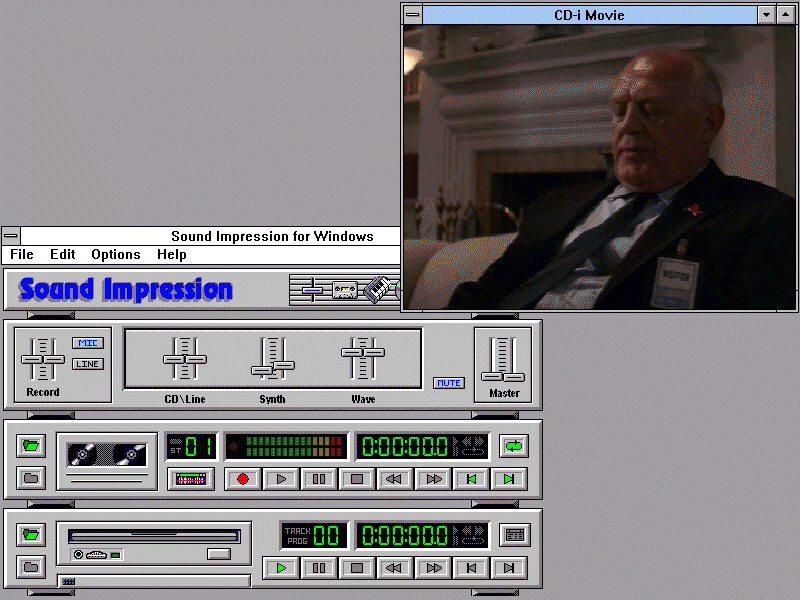 CD-i Movie
VISITOR
Sound Impression for Windows
File Edit Options Help
Sound Impression
MIC
LINE
Record
CD\Line
Synth
Wave
MUTE
Master
ST
01
0:00:00.0
TRACK
PROG
00
0:00:00.0